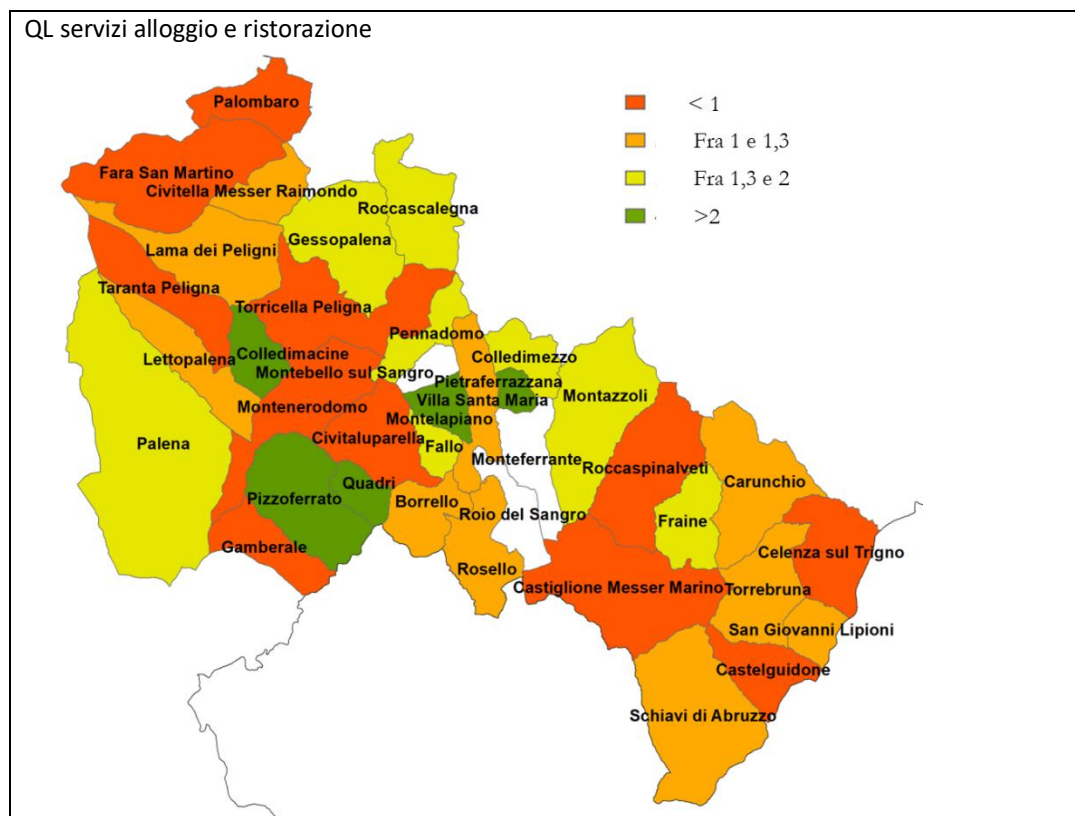 QL servizi alloggio e ristorazione
< 1
Fra 1 e 1,3
Fra 1,3 e 2
>2
Palombaro
Fara San Martino
Civitella Messer Raimondo
Roccascalegna
Gessopalena
Lama dei Peligni
Taranta Peligna
Torricella Peligna
Pennadomo
Colledimacine
Lettopalena
Colledimezzo
Montebello sul Sangro
Pietraferrazzana
Villa Santa Maria
Montazzoli
Montenerodomo
Montelapiano
Civitaluparella
Palena
Fallo
Monteferrante
Roccaspinalveti
Carunchio
Quadri
Pizzoferrato
Borrello
Roio del Sangro
Fraine
Gamberale
Celenza sul Trigno
Rosello
Castiglione Messer Marino
Torrebruna
San Giovanni Lipioni
Castelguidone
Schiavi di Abruzzo